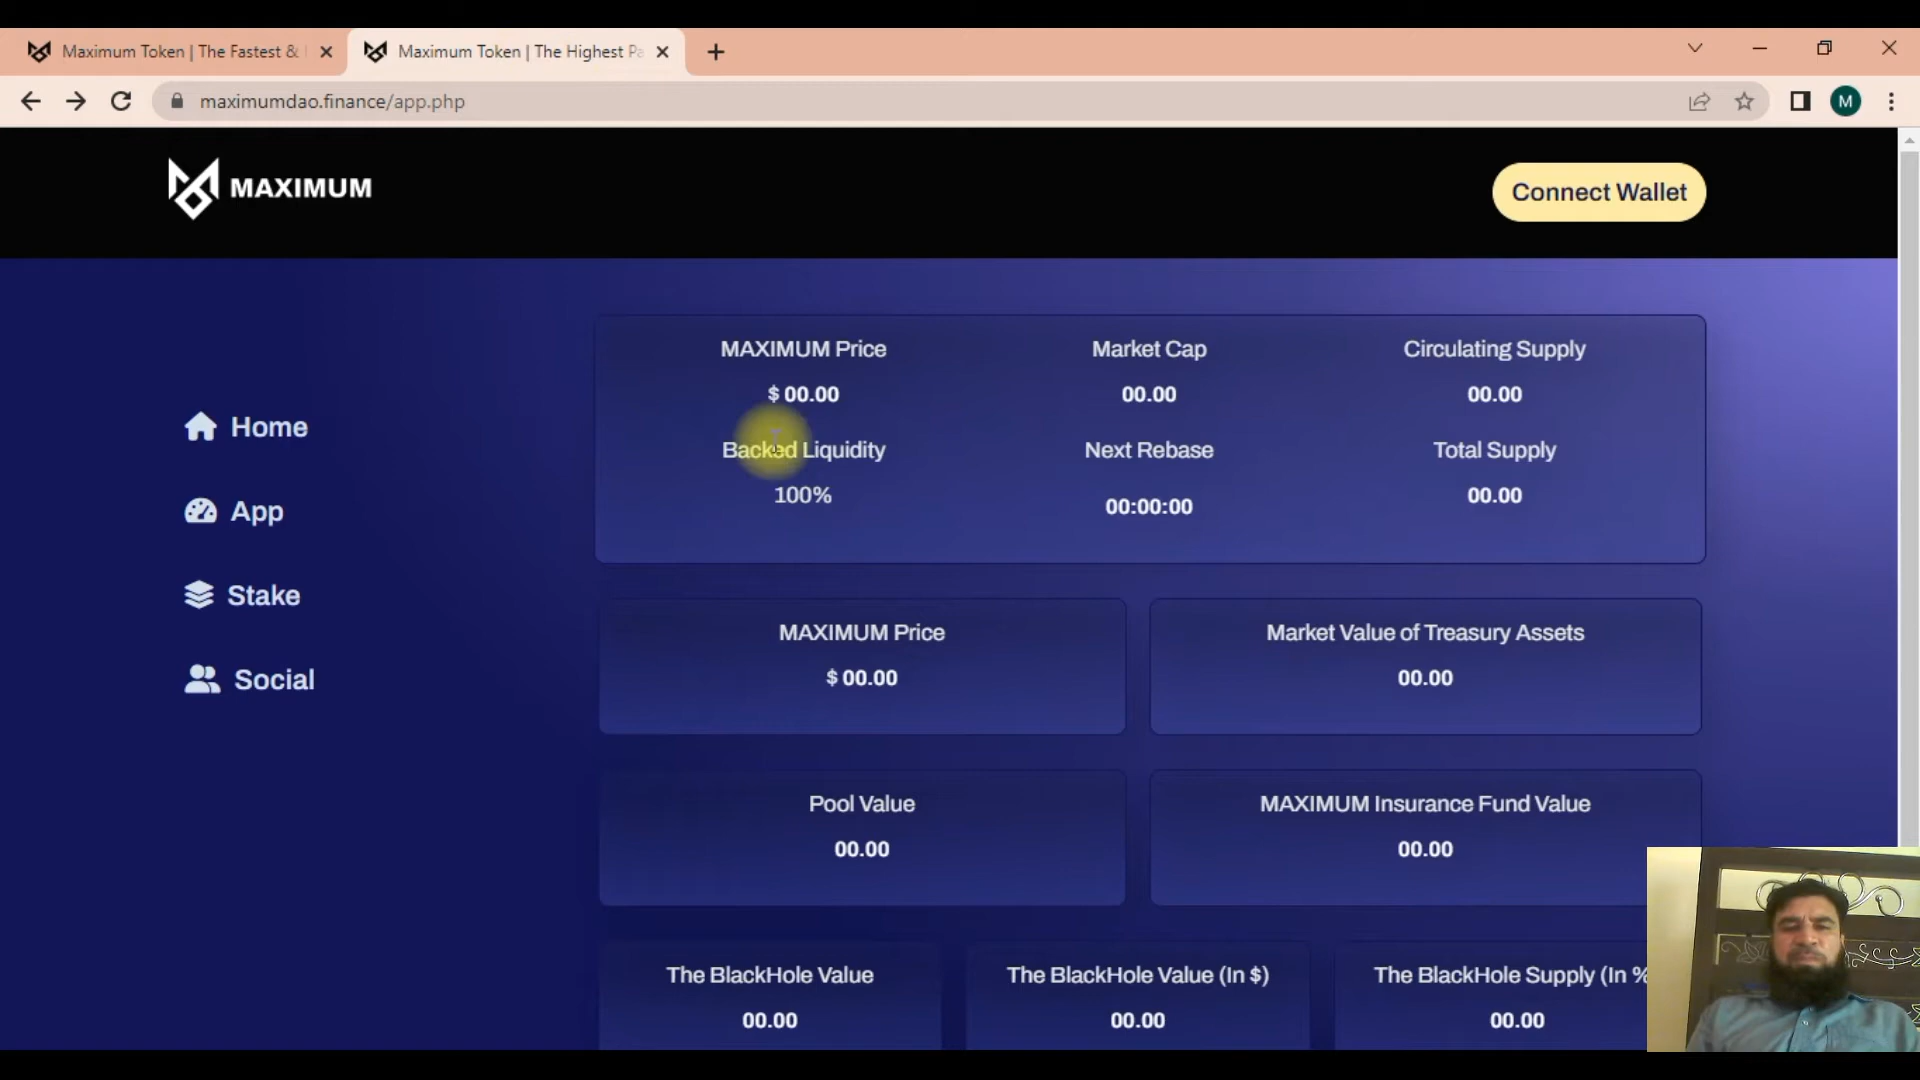 Maximum Token | The Fastest &
Maximum Token | The Highest Pa
maximumdao.finance/app.php
M
MAXIMUM
Connect Wallet
Home
App
Stake
Social
MAXIMUM Price
$ 00.00
Market Cap
00.00
Circulating Supply
00.00
Backed Liquidity
100%
Next Rebase
00:00:00
Total Supply
00.00
MAXIMUM Price
$ 00.00
Market Value of Treasury Assets
00.00
Pool Value
00.00
MAXIMUM Insurance Fund Value
00.00
The BlackHole Value
00.00
The BlackHole Value (In $)
00.00
The BlackHole Supply (In %
00.00